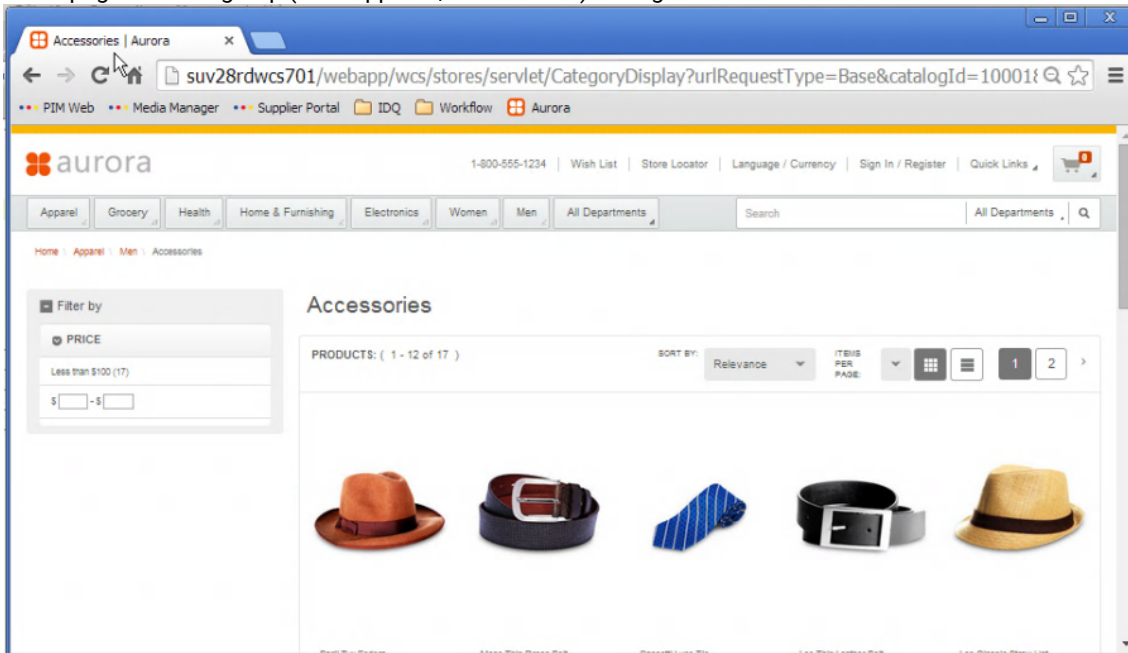 Accessories | Aurora
suv28rdwcs701/webapp/wcs/stores/servlet/CategoryDisplay?urlRequestType=Base&catalogId=100018
PIM Web Media Manager Supplier Portal IDQ Workflow Aurora
aurora 1-800-555-1234 | Wish List | Store Locator | Language / Currency | Sign In / Register | Quick Links 0
Apparel Grocery Health Home & Furnishing Electronics Women Men All Departments Search All Departments
Home \ Apparel \ Men \ Accessories
Filter by
Accessories
PRICE
PRODUCTS: ( 1 - 12 of 17 ) SORT BY: Relevance ITEMS PER PAGE: 1 2 >
Less than $100 (17)
$ - $